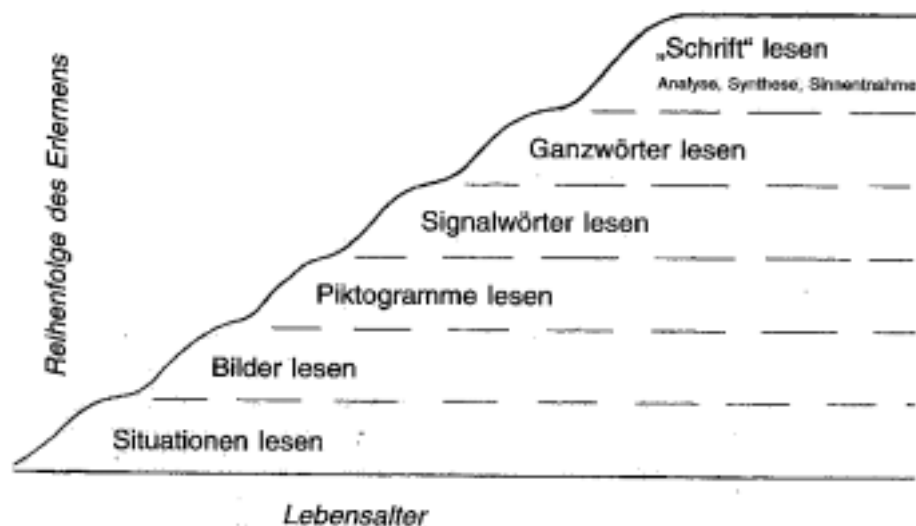 „Schrift“ lesen
Analyse, Synthese, Sinnentnahme
Ganzwörter lesen
Signalwörter lesen
Piktogramme lesen
Bilder lesen
Situationen lesen
Reihenfolge des Erlernens
Lebensalter